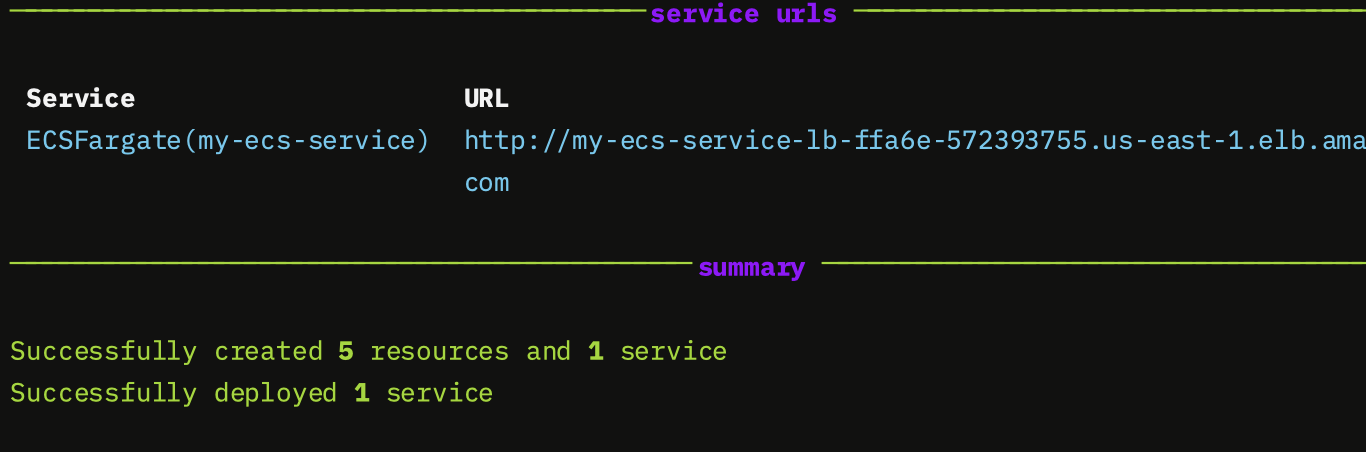 service urls
Service URL
ECSFargate(my-ecs-service) http://my-ecs-service-lb-ffa6e-572393755.us-east-1.elb.ama
com
summary
Successfully created 5 resources and 1 service
Successfully deployed 1 service